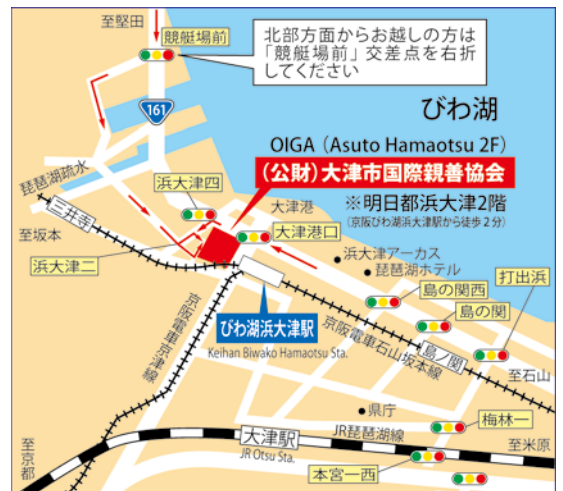 至堅田
競艇場前
北部方面からお越しの方は
「競艇場前」交差点を右折
してください
161
びわ湖
OIGA（Asuto Hamaotsu 2F）
（公財）大津市国際親善協会
※明日都浜大津2階
（京阪びわ湖浜大津駅から徒歩2分）
琵琶湖疏水
浜大津四
大津港
三井寺
大津港口
至坂本
浜大津二
浜大津アーカス
琵琶湖ホテル
打出浜
島の関西
島の関
びわ湖浜大津駅
Keihan Biwako Hamaotsu Sta.
京阪電車京津線
京阪電車石山坂本線
島ノ関
至石山
県庁
梅林一
JR琵琶湖線
大津駅
JR Otsu Sta.
至米原
至京都
本宮一西